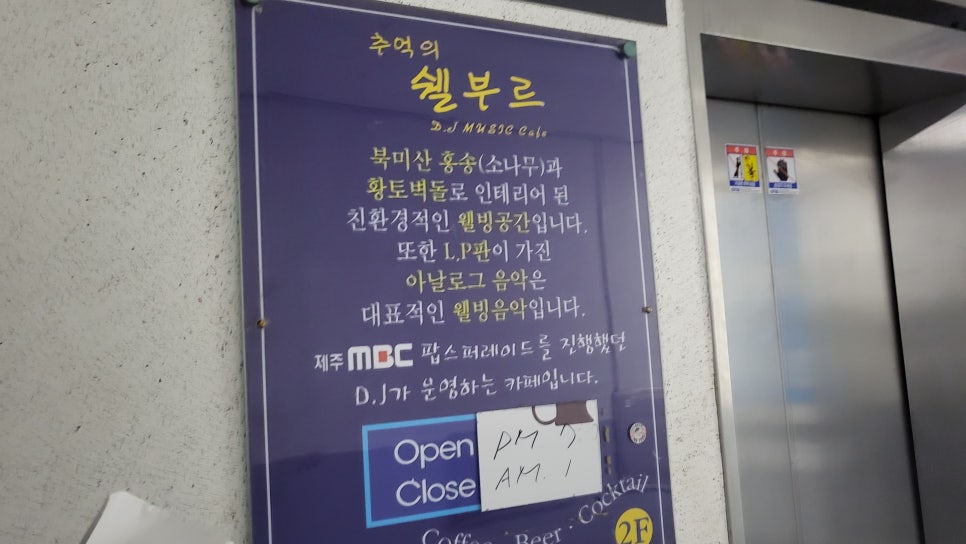 추억의
쉘부르
D.J MUSIC Cafe
북미산 홍송(소나무)과
황토벽돌로 인테리어 된
친환경적인 웰빙공간입니다.
또한 L.P판이 가진
아날로그 음악은
대표적인 웰빙음악입니다.
제주 MBC 팝스퍼레이드를 진행했던
D.J가 운영하는 카페입니다.
Open PM 7
Close AM. 1
Coffee · Beer · Cocktail
2F